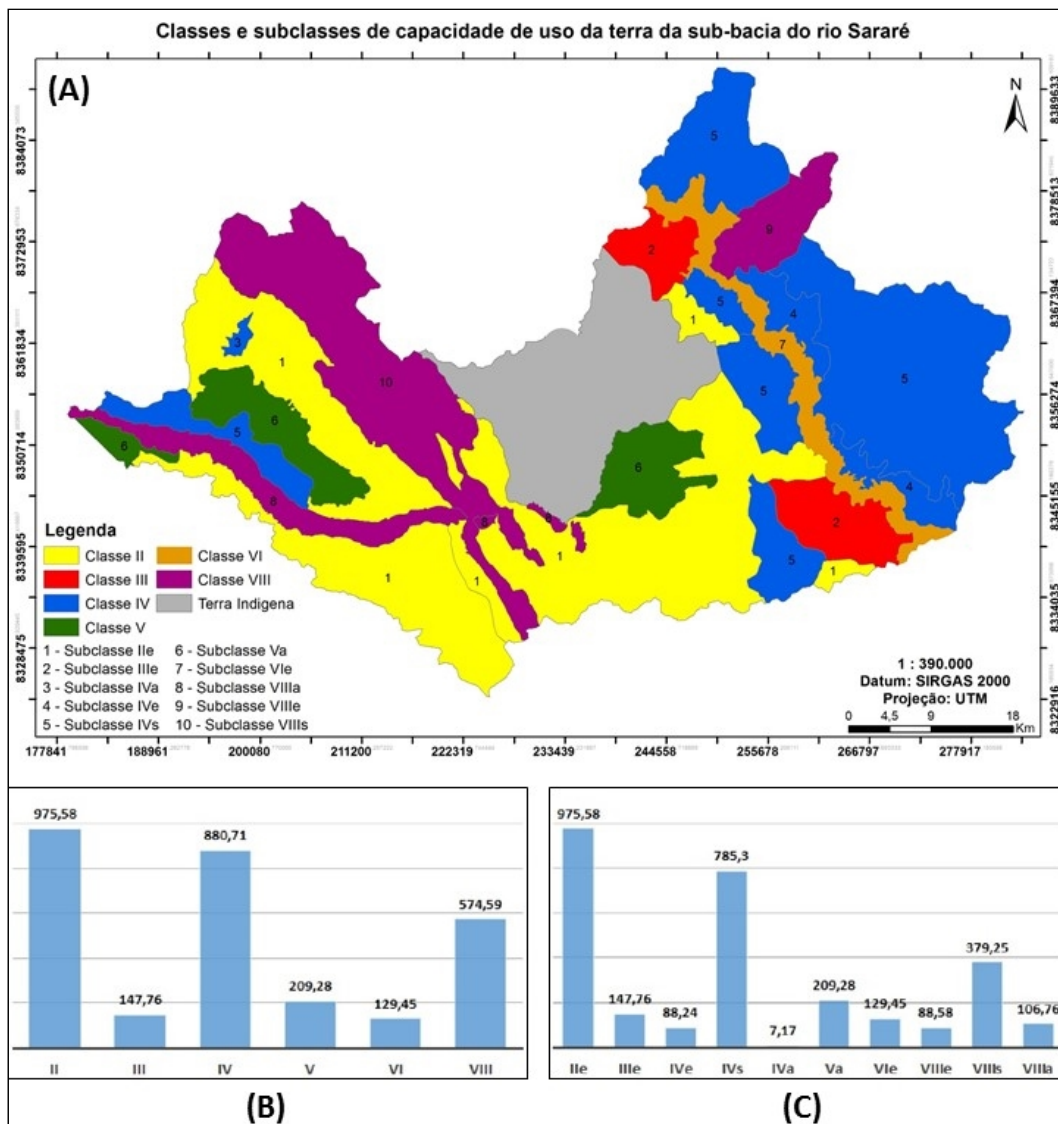 Classes e subclasses de capacidade de uso da terra da sub-bacia do rio Sararé
(A)
N
8384073
8372953
8361834
8350714
8339595
8328475
8389633
8378513
8367394
8356274
8345155
8334035
8322916
5
9
2
5
4
1
7
3
1
10
5
5
6
5
6
6
4
8
2
8
8
1
5
1
1
1
Legenda
Classe II
Classe VI
Classe III
Classe VIII
Classe IV
Terra Indigena
Classe V
1 - Subclasse IIe
6 - Subclasse Va
2 - Subclasse IIIe
7 - Subclasse VIe
3 - Subclasse IVa
8 - Subclasse VIIIa
4 - Subclasse IVe
9 - Subclasse VIIIe
5 - Subclasse IVs
10 - Subclasse VIIIs
1 : 390.000
Datum: SIRGAS 2000
Projeção: UTM
0 4,5 9 18
Km
177841 188961 200080 211200 222319 233439 244558 255678 266797 277917
975,58
147,76
880,71
209,28
129,45
574,59
II III IV V VI VIII
(B)
975,58
147,76
88,24
785,3
7,17
209,28
129,45
88,58
379,25
106,76
IIe IIIe IVe IVs IVa Va VIe VIIIe VIIIs VIIIa
(C)